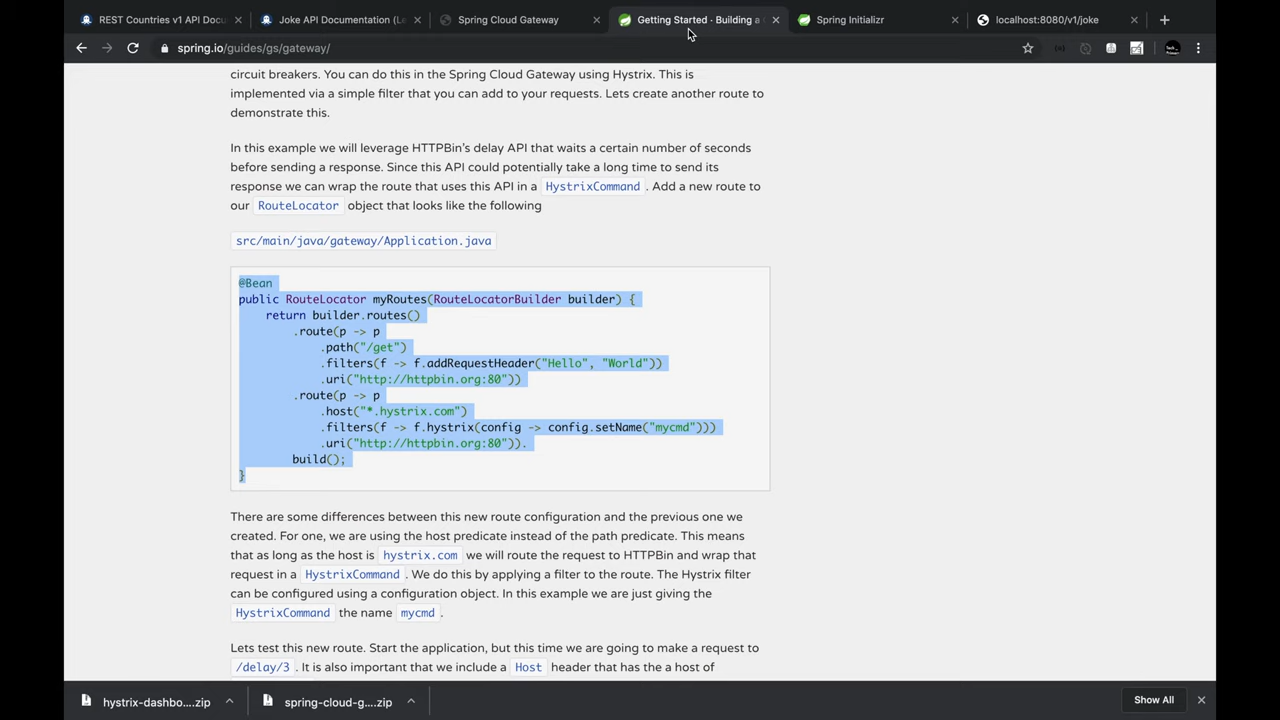 REST Countries v1 API Docu
Joke API Documentation (Le
Spring Cloud Gateway
Getting Started · Building a
Spring Initializr
localhost:8080/v1/joke
spring.io/guides/gs/gateway/
circuit breakers. You can do this in the Spring Cloud Gateway using Hystrix. This is
implemented via a simple filter that you can add to your requests. Lets create another route to
demonstrate this.
In this example we will leverage HTTPBin's delay API that waits a certain number of seconds
before sending a response. Since this API could potentially take a long time to send its
response we can wrap the route that uses this API in a HystrixCommand . Add a new route to
our RouteLocator object that looks like the following
src/main/java/gateway/Application.java
@Bean
public RouteLocator myRoutes(RouteLocatorBuilder builder) {
return builder.routes()
.route(p -> p
.path("/get")
.filters(f -> f.addRequestHeader("Hello", "World"))
.uri("http://httpbin.org:80"))
.route(p -> p
.host("*.hystrix.com")
.filters(f -> f.hystrix(config -> config.setName("mycmd")))
.uri("http://httpbin.org:80")).
build();
}
There are some differences between this new route configuration and the previous one we
created. For one, we are using the host predicate instead of the path predicate. This means
that as long as the host is hystrix.com we will route the request to HTTPBin and wrap that
request in a HystrixCommand . We do this by applying a filter to the route. The Hystrix filter
can be configured using a configuration object. In this example we are just giving the
HystrixCommand the name mycmd .
Lets test this new route. Start the application, but this time we are going to make a request to
/delay/3 . It is also important that we include a Host header that has the a host of
hystrix-dashbo....zip
spring-cloud-g....zip
Show All